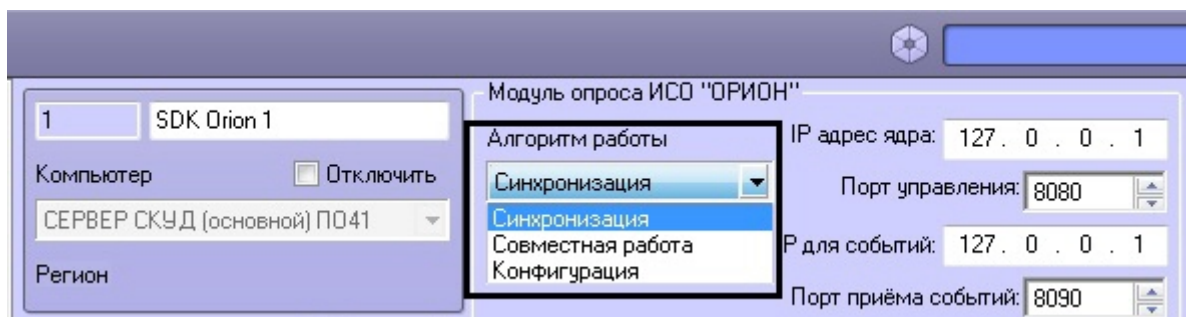 Модуль опроса ИСО "ОРИОН"
1
SDK Orion 1
Алгоритм работы
IP адрес ядра: 127. 0 . 0 . 1
Компьютер
Отключить
Синхронизация
Порт управления: 8080
СЕРВЕР СКУД (основной) ПО41
Синхронизация
Совместная работа
Конфигурация
P для событий: 127. 0 . 0 . 1
Регион
Порт приёма событий: 8090